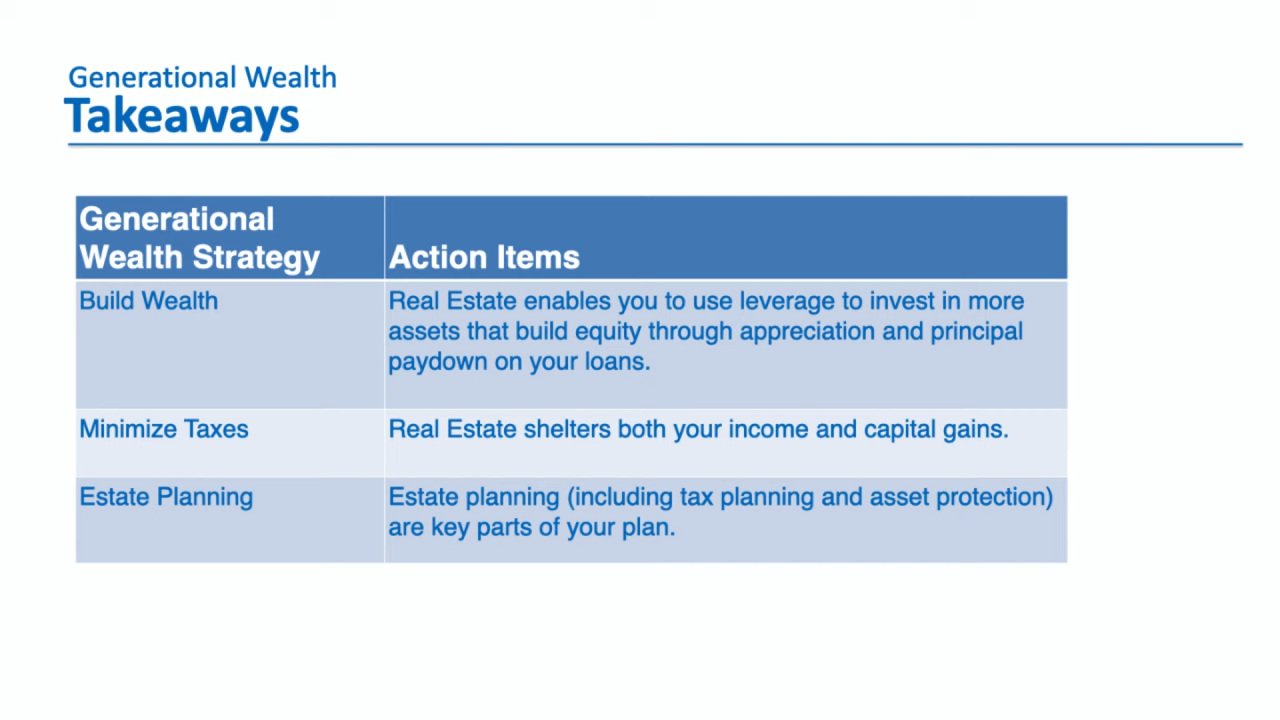 Generational Wealth
Takeaways
Generational
Wealth Strategy
Action Items
Build Wealth
Real Estate enables you to use leverage to invest in more
assets that build equity through appreciation and principal
paydown on your loans.
Minimize Taxes
Real Estate shelters both your income and capital gains.
Estate Planning
Estate planning (including tax planning and asset protection)
are key parts of your plan.